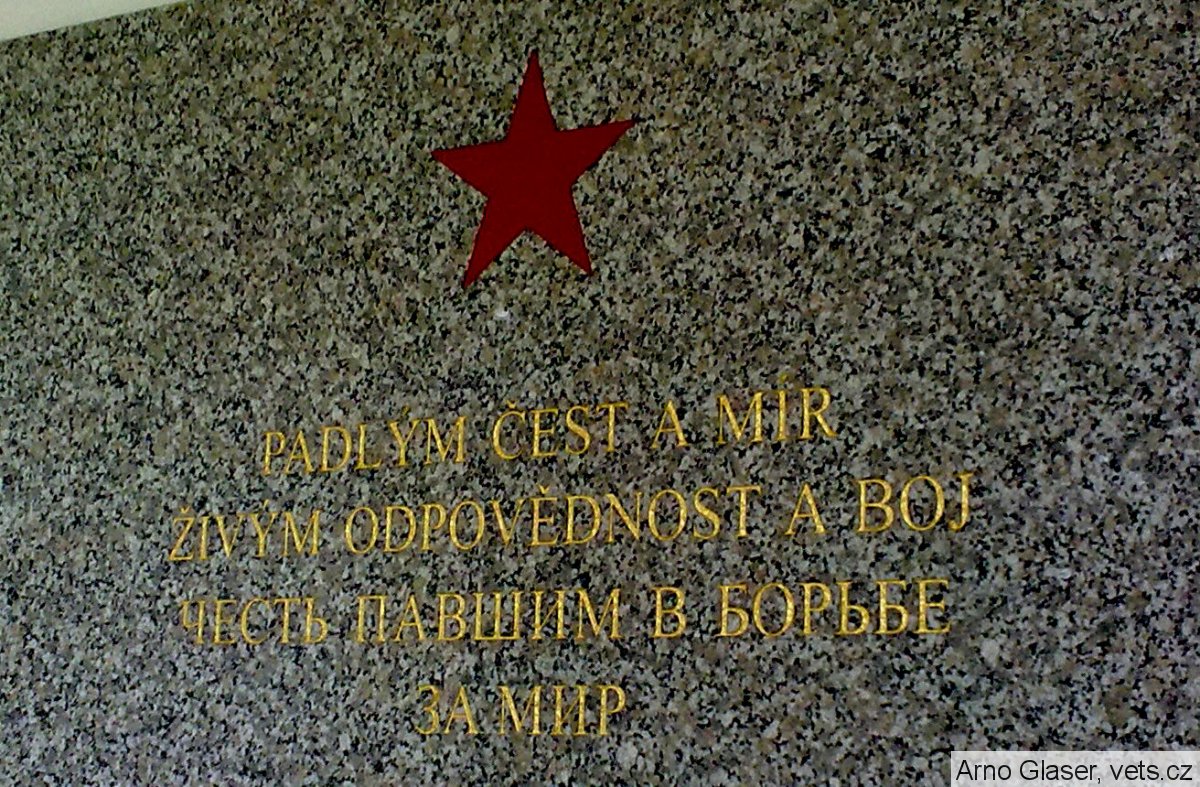 PADLÝM ČEST A MÍR
ŽIVÝM ODPOVĚDNOST A BOJ
ЧЕСТЬ ПАВШИМ В БОРЬБЕ
ЗА МИР
Arno Glaser, vets.cz